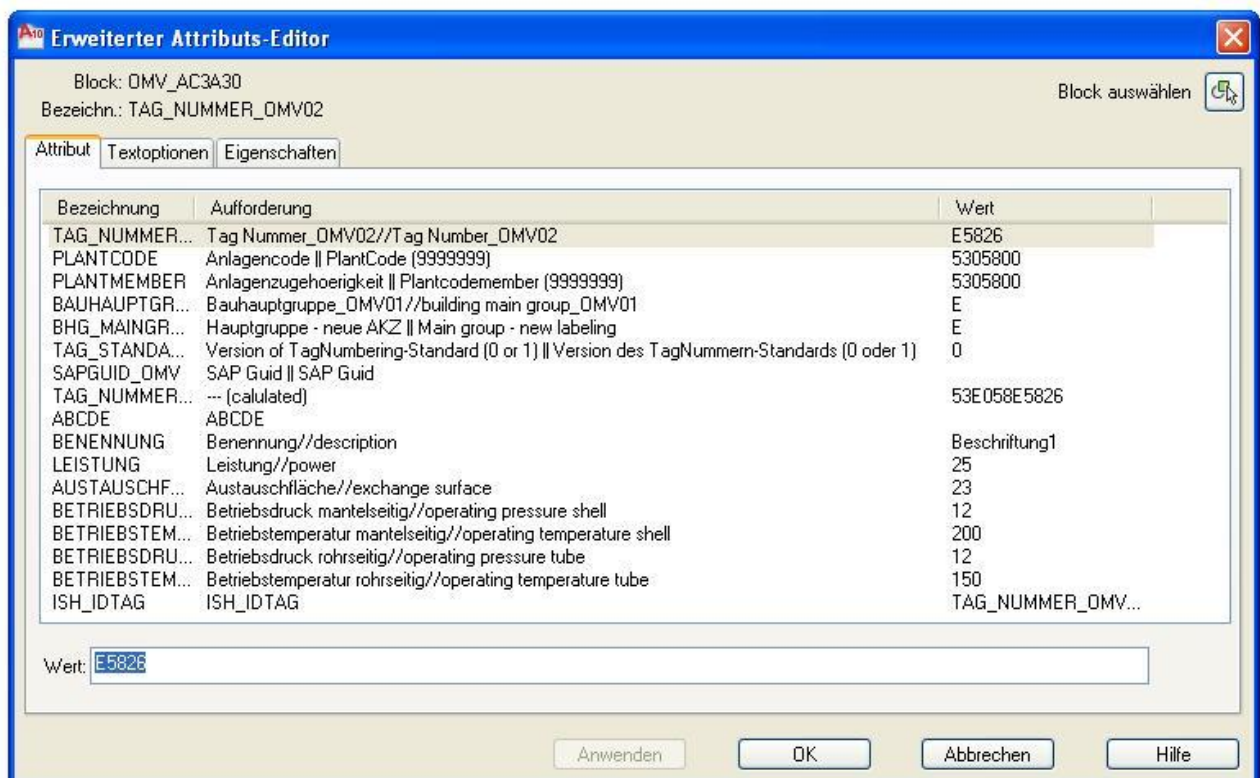 A10 Erweiterter Attributs-Editor
Block: OMV_AC3A30
Block auswählen
Bezeichn.: TAG_NUMMER_OMV02
Attribut Textoptionen Eigenschaften
Bezeichnung Aufforderung Wert
TAG_NUMMER... Tag Nummer_OMV02//Tag Number_OMV02 E5826
PLANTCODE Anlagencode || PlantCode (9999999) 5305800
PLANTMEMBER Anlagenzugehoerigkeit || Plantcodemember (9999999) 5305800
BAUHAUPTGR... Bauhauptgruppe_OMV01//building main group_OMV01 E
BHG_MAINGR... Hauptgruppe - neue AKZ || Main group - new labeling E
TAG_STANDA... Version of TagNumbering-Standard (0 or 1) || Version des TagNummern-Standards (0 oder 1) 0
SAPGUID_OMV SAP Guid || SAP Guid
TAG_NUMMER... --- (calulated) 53E058E5826
ABCDE ABCDE
BENENNUNG Benennung//description Beschriftung1
LEISTUNG Leistung//power 25
AUSTAUSCHF... Austauschfläche//exchange surface 23
BETRIEBSDRU... Betriebsdruck mantelseitig//operating pressure shell 12
BETRIEBSTEM... Betriebstemperatur mantelseitig//operating temperature shell 200
BETRIEBSDRU... Betriebsdruck rohrseitig//operating pressure tube 12
BETRIEBSTEM... Betriebstemperatur rohrseitig//operating temperature tube 150
ISH_IDTAG ISH_IDTAG TAG_NUMMER_OMV...
Wert: E5826
Anwenden OK Abbrechen Hilfe